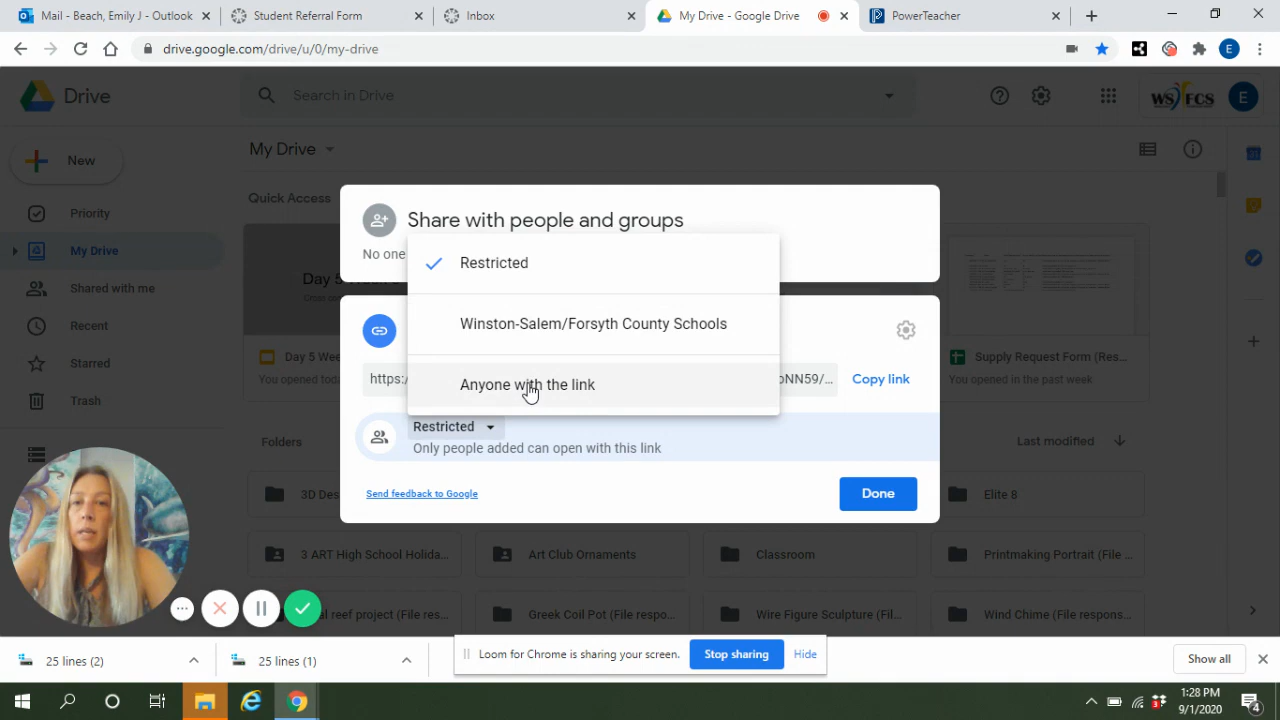 Mail - Beach, Emily J - Outlook
Student Referral Form
Inbox
My Drive - Google Drive
PowerTeacher
drive.google.com/drive/u/0/my-drive
E
Drive
Search in Drive
WS/FCS
E
New
My Drive
Priority
My Drive
Shared with me
Recent
Starred
Trash
Quick Access
Share with people and groups
No one
Restricted
Winston-Salem/Forsyth County Schools
Anyone with the link
https:/
NN59/...
Copy link
Restricted
Only people added can open with this link
Send feedback to Google
Done
Day 5 Wee
You opened today
Supply Request Form (Res...
You opened in the past week
Folders
Last modified
3D Des
Elite 8
3 ART High School Holida...
Art Club Ornaments
Classroom
Printmaking Portrait (File ...
reef project (File res...
Greek Coil Pot (File respo...
Wire Figure Sculpture (Fil...
Wind Chime (File respons...
25 lines (2)
25 lines (1)
Loom for Chrome is sharing your screen.
Stop sharing
Hide
Show all
1:28 PM
9/1/2020
3
4